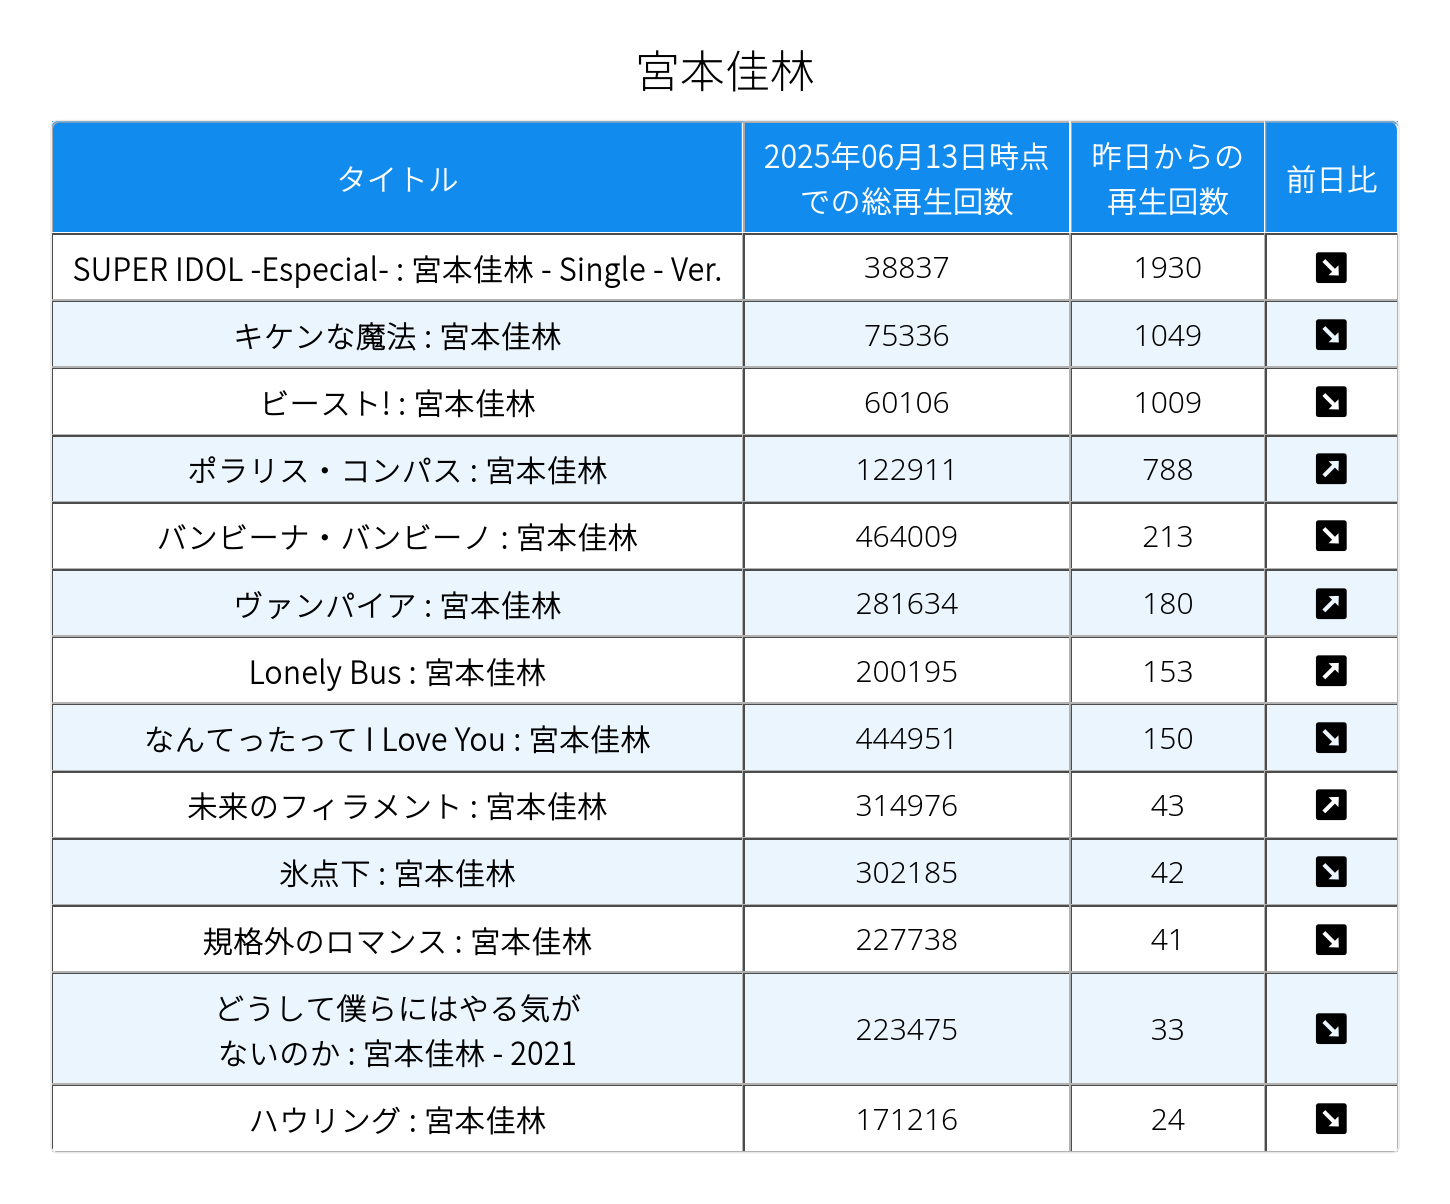 宮本佳林
タイトル
2025年06月13日時点
での総再生回数
昨日からの
再生回数
前日比
SUPER IDOL -Especial- : 宮本佳林 - Single - Ver. 38837 1930 ↘
キケンな魔法 : 宮本佳林 75336 1049 ↘
ビースト! : 宮本佳林 60106 1009 ↘
ポラリス・コンパス : 宮本佳林 122911 788 ↗
バンビーナ・バンビーノ : 宮本佳林 464009 213 ↘
ヴァンパイア : 宮本佳林 281634 180 ↗
Lonely Bus : 宮本佳林 200195 153 ↗
なんてったって I Love You : 宮本佳林 444951 150 ↘
未来のフィラメント : 宮本佳林 314976 43 ↗
氷点下 : 宮本佳林 302185 42 ↘
規格外のロマンス : 宮本佳林 227738 41 ↘
どうして僕らにはやる気が
ないのか : 宮本佳林 - 2021 223475 33 ↘
ハウリング : 宮本佳林 171216 24 ↘